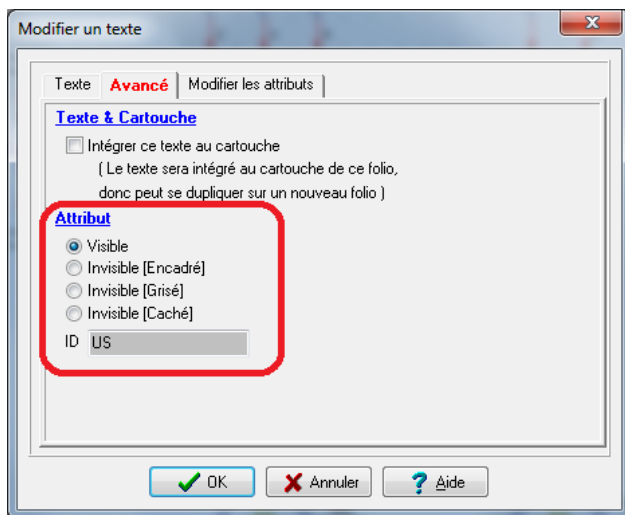 Modifier un texte
Texte Avancé Modifier les attributs
Texte & Cartouche
Intégrer ce texte au cartouche
( Le texte sera intégré au cartouche de ce folio,
donc peut se dupliquer sur un nouveau folio )
Attribut
Visible
Invisible [Encadré]
Invisible [Grisé]
Invisible [Caché]
ID US
OK Annuler ? Aide